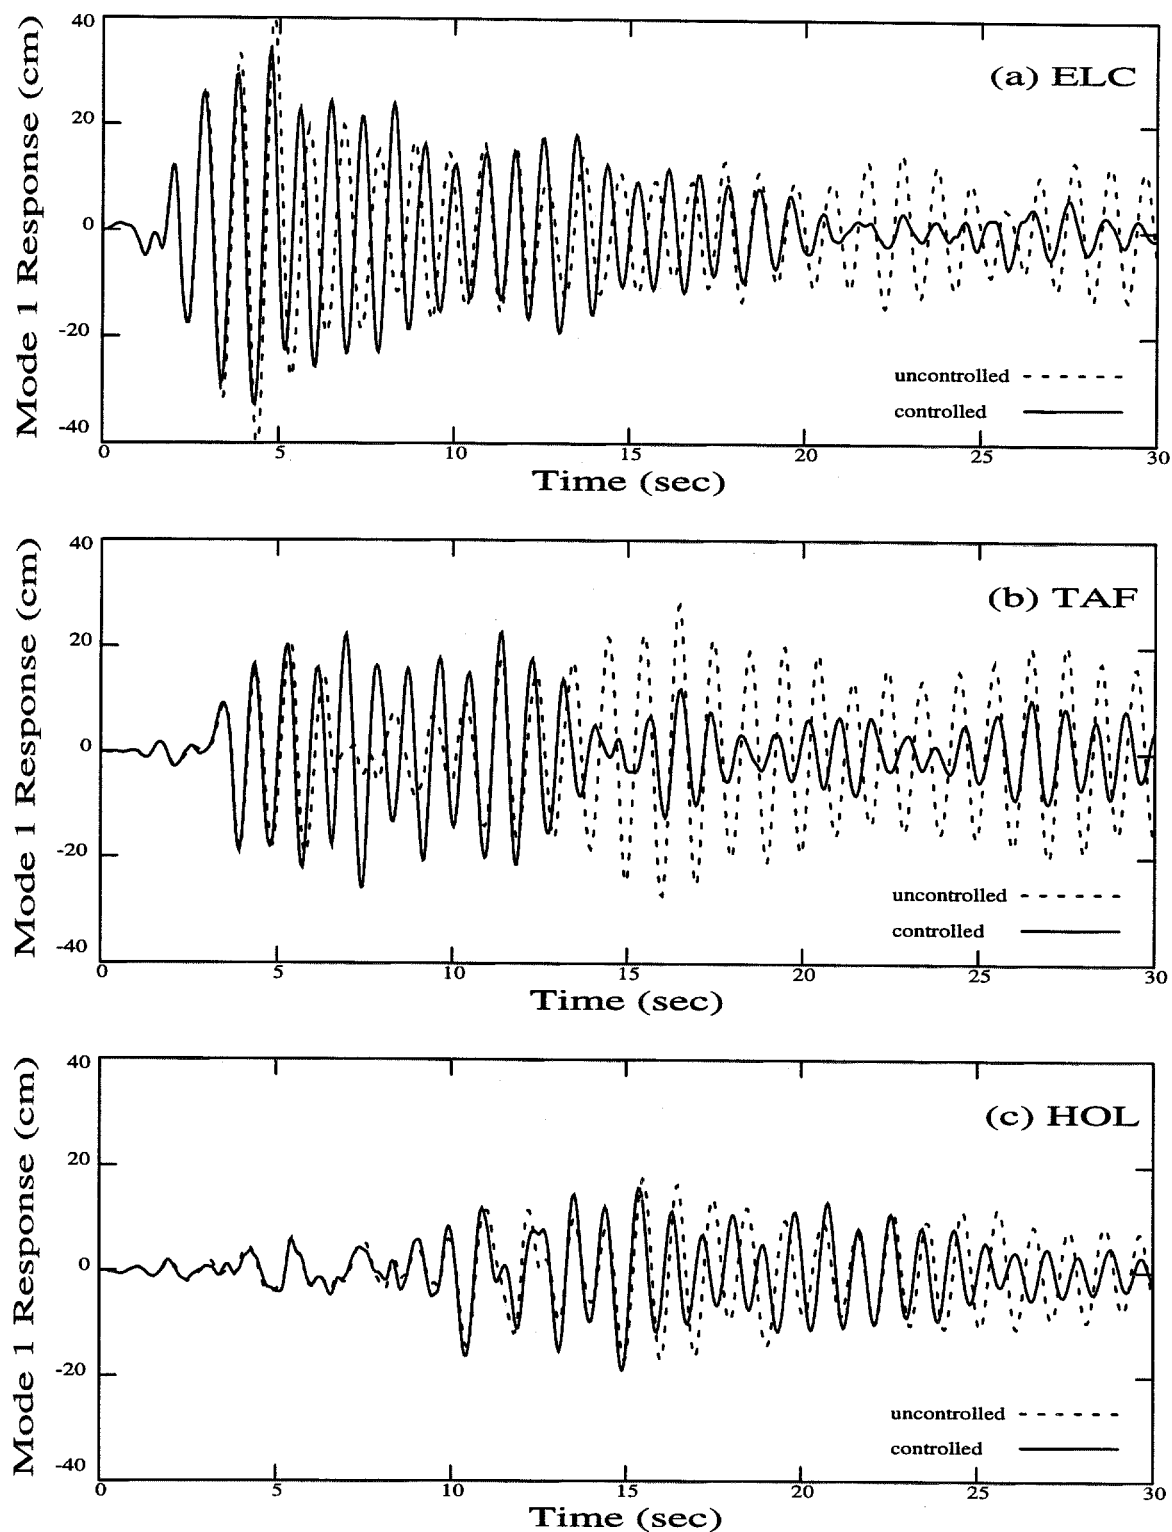 40
20
0
-20
-40
Mode 1 Response (cm)
(a) ELC
uncontrolled
controlled
0 5 10 15 20 25 30
Time (sec)
40
20
0
-20
-40
Mode 1 Response (cm)
(b) TAF
uncontrolled
controlled
0 5 10 15 20 25 30
Time (sec)
40
20
0
-20
-40
Mode 1 Response (cm)
(c) HOL
uncontrolled
controlled
0 5 10 15 20 25 30
Time (sec)